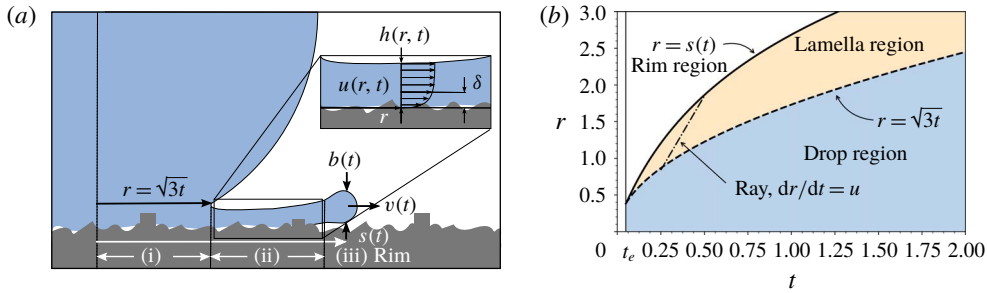 (a)
h(r, t)
u(r, t)
δ
r
r = √3t
b(t)
v(t)
s(t)
(i)
(ii)
(iii) Rim
(b)
3.0
2.5
2.0
1.5
1.0
0.5
0
r
r = s(t)
Rim region
Lamella region
r = √3t
Drop region
Ray, dr/dt = u
t_e
0.25
0.50
0.75
1.00
1.25
1.50
1.75
2.00
t